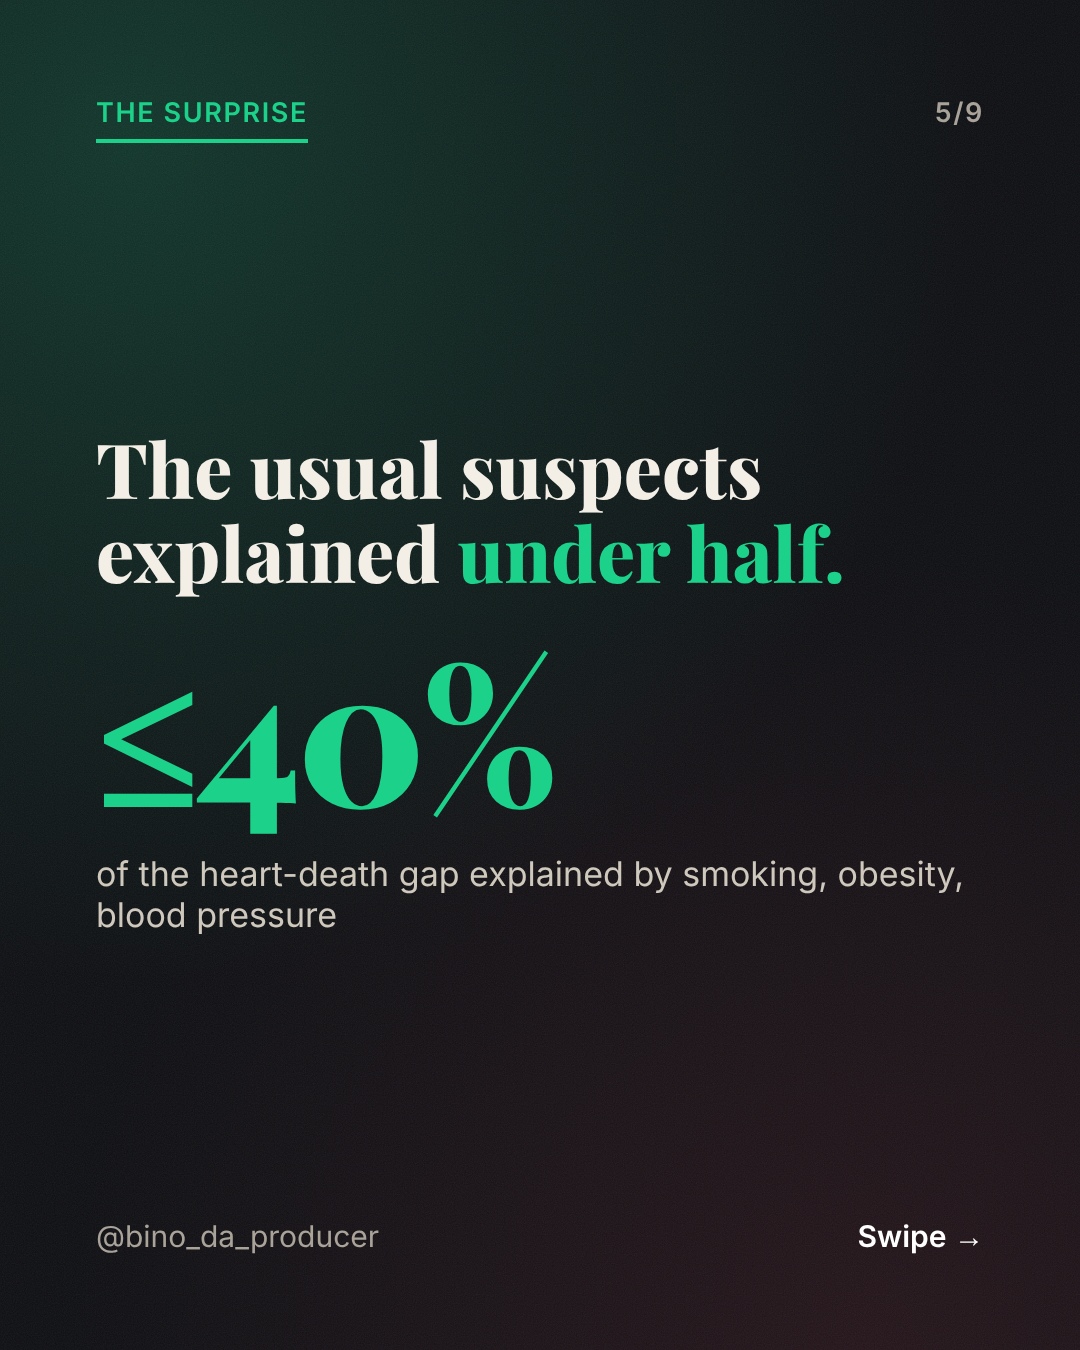 THE SURPRISE
5/9
The usual suspects
explained under half.
≤40%
of the heart-death gap explained by smoking, obesity,
blood pressure
@bino_da_producer
Swipe →